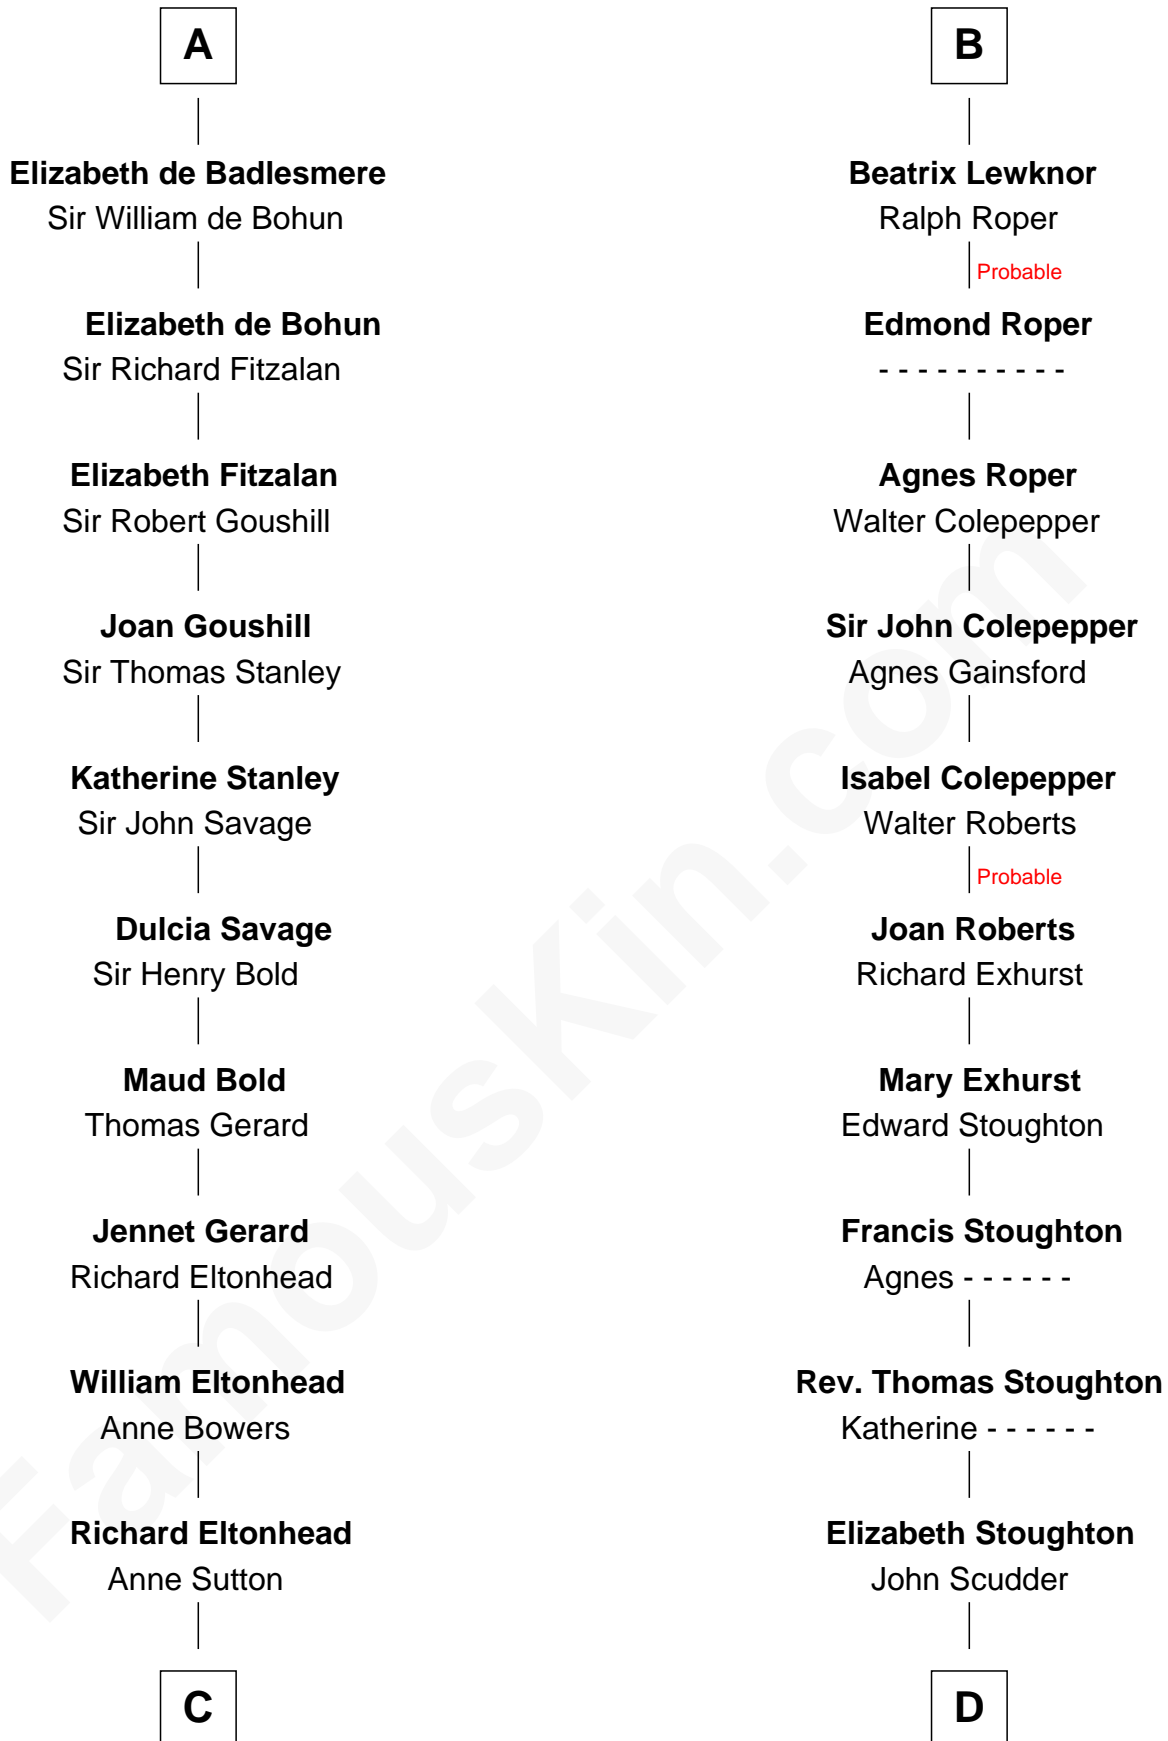 A
Elizabeth de Badlesmere
Sir William de Bohun
Elizabeth de Bohun
Sir Richard Fitzalan
Elizabeth Fitzalan
Sir Robert Goushill
Joan Goushill
Sir Thomas Stanley
Katherine Stanley
Sir John Savage
Dulcia Savage
Sir Henry Bold
Maud Bold
Thomas Gerard
Jennet Gerard
Richard Eltonhead
William Eltonhead
Anne Bowers
Richard Eltonhead
Anne Sutton
C
B
Beatrix Lewknor
Ralph Roper
Probable
Edmond Roper
- - - - - - - - - -
Agnes Roper
Walter Colepepper
Sir John Colepepper
Agnes Gainsford
Isabel Colepepper
Walter Roberts
Probable
Joan Roberts
Richard Exhurst
Mary Exhurst
Edward Stoughton
Francis Stoughton
Agnes - - - - - -
Rev. Thomas Stoughton
Katherine - - - - - -
Elizabeth Stoughton
John Scudder
D
FamousKin.com